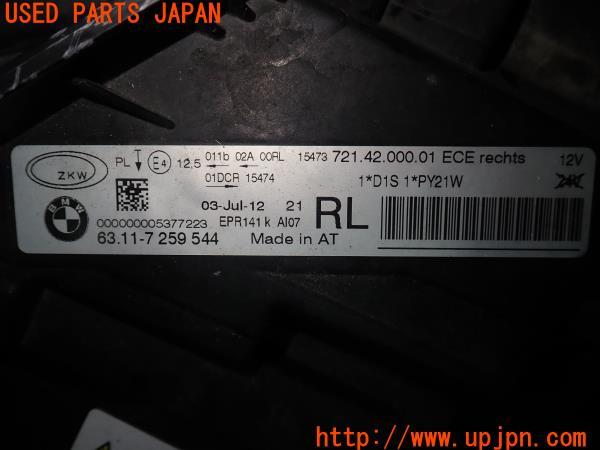 USED PARTS JAPAN
ZKW PL E4 12,5 011b 02A 00RL 15473 721.42.000.01 ECE rechts 12V
01DCR 15474 1*D1S 1*PY21W 24V
BMW 03-Jul-12 21 RL
000000005377223 EPR141 k AI07
63.11-7 259 544 Made in AT
www.upjpn.com